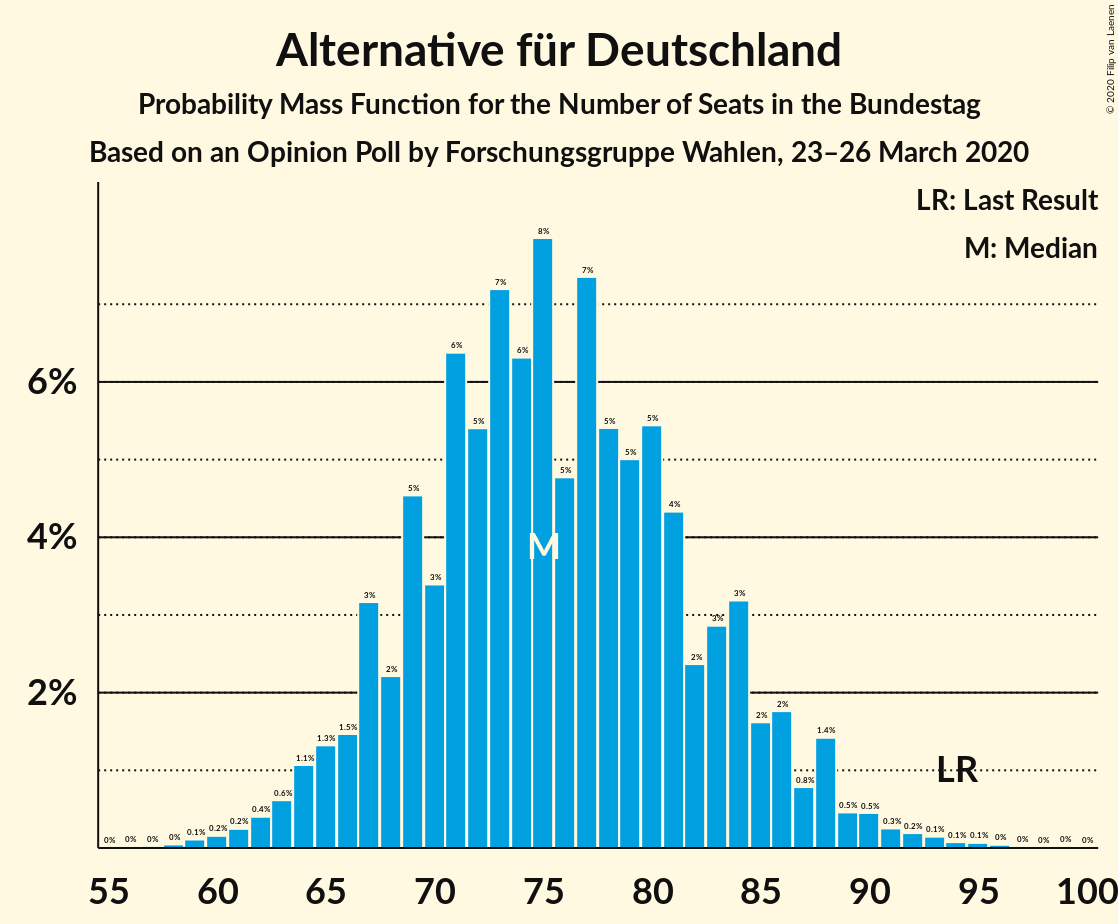 Alternative für Deutschland
Probability Mass Function for the Number of Seats in the Bundestag
Based on an Opinion Poll by Forschungsgruppe Wahlen, 23–26 March 2020
© 2020 Filip van Laenen
LR: Last Result
M: Median
6%
4%
2%
0% 0% 0% 0% 0.1% 0.2% 0.2% 0.4% 0.6% 1.1% 1.3% 1.5% 3% 2% 5% 3% 6% 5% 7% 6% 8% 5% 7% 5% 5% 5% 4% 2% 3% 3% 2% 2% 0.8% 1.4% 0.5% 0.5% 0.3% 0.2% 0.1% 0.1% 0.1% 0% 0% 0% 0% 0%
M
LR
55 60 65 70 75 80 85 90 95 100